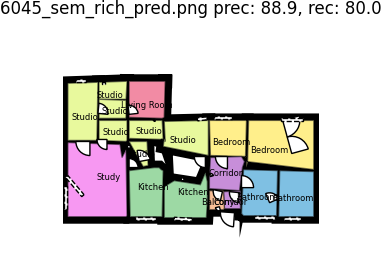 6045_sem_rich_pred.png prec: 88.9, rec: 80.0
Studio
Living Room
Studio
Studio
Studio
Studio
Studio
Bedroom
Bedroom
Corridor
Study
Kitchen
Kitchen
Bathroom
Bathroom